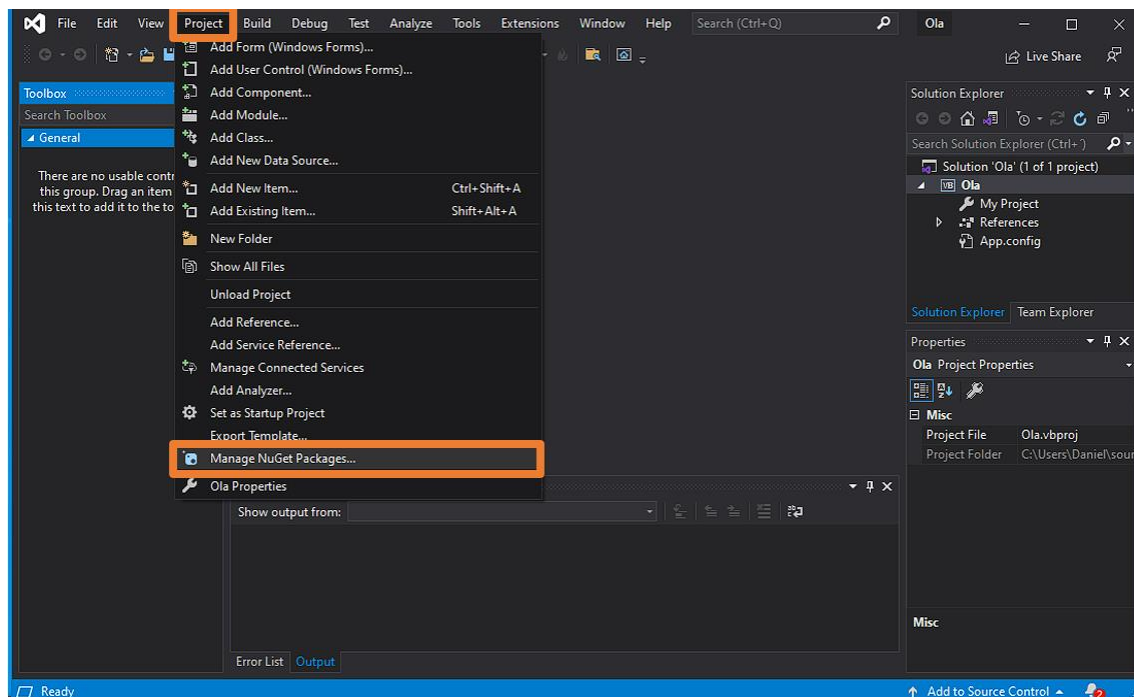 File Edit View Project Build Debug Test Analyze Tools Extensions Window Help Search (Ctrl+Q) Ola
Live Share
Toolbox
Search Toolbox
General
There are no usable contr
this group. Drag an item
this text to add it to the to
Add Form (Windows Forms)...
Add User Control (Windows Forms)...
Add Component...
Add Module...
Add Class...
Add New Data Source...
Add New Item... Ctrl+Shift+A
Add Existing Item... Shift+Alt+A
New Folder
Show All Files
Unload Project
Add Reference...
Add Service Reference...
Manage Connected Services
Add Analyzer...
Set as Startup Project
Export Template...
Manage NuGet Packages...
Ola Properties
Show output from:
Error List Output
Solution Explorer
Search Solution Explorer (Ctrl+´)
Solution 'Ola' (1 of 1 project)
VB Ola
My Project
References
App.config
Solution Explorer Team Explorer
Properties
Ola Project Properties
Misc
Project File Ola.vbproj
Project Folder C:\Users\Daniel\sour
Misc
Ready
Add to Source Control 2